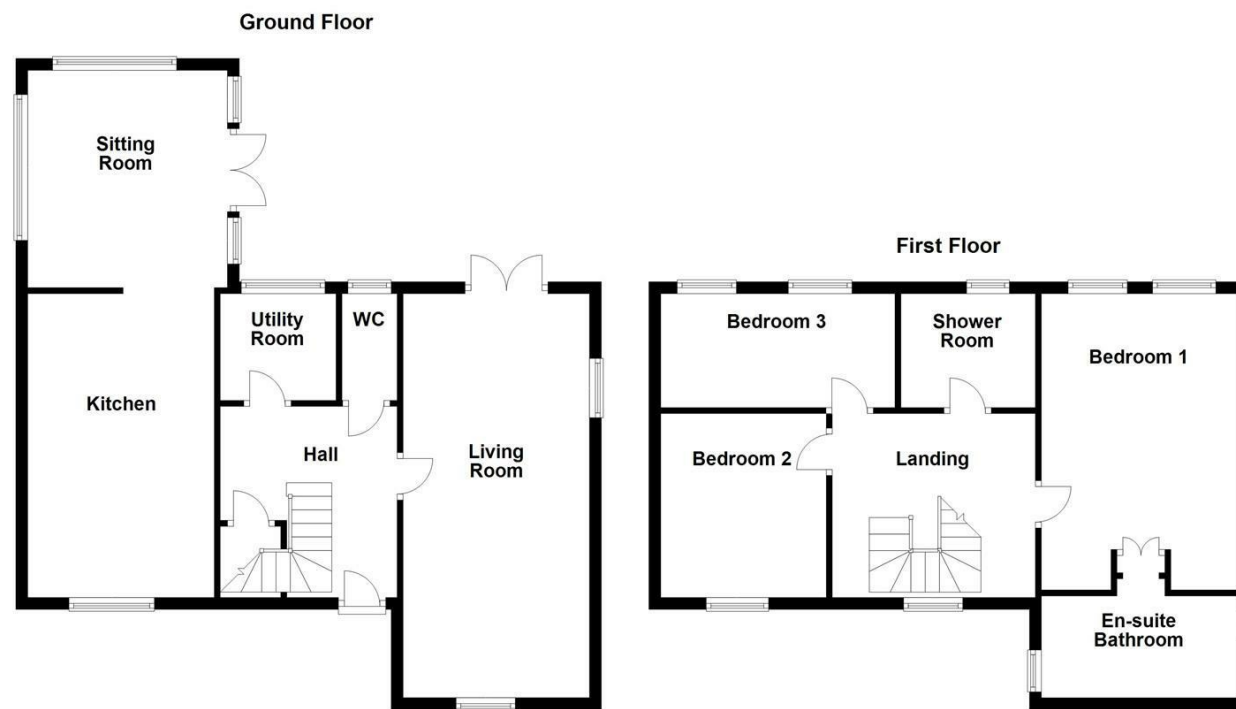 Ground Floor
Sitting
Room
Utility
Room
WC
Kitchen
Hall
Living
Room
First Floor
Bedroom 3
Shower
Room
Bedroom 1
Bedroom 2
Landing
En-suite
Bathroom